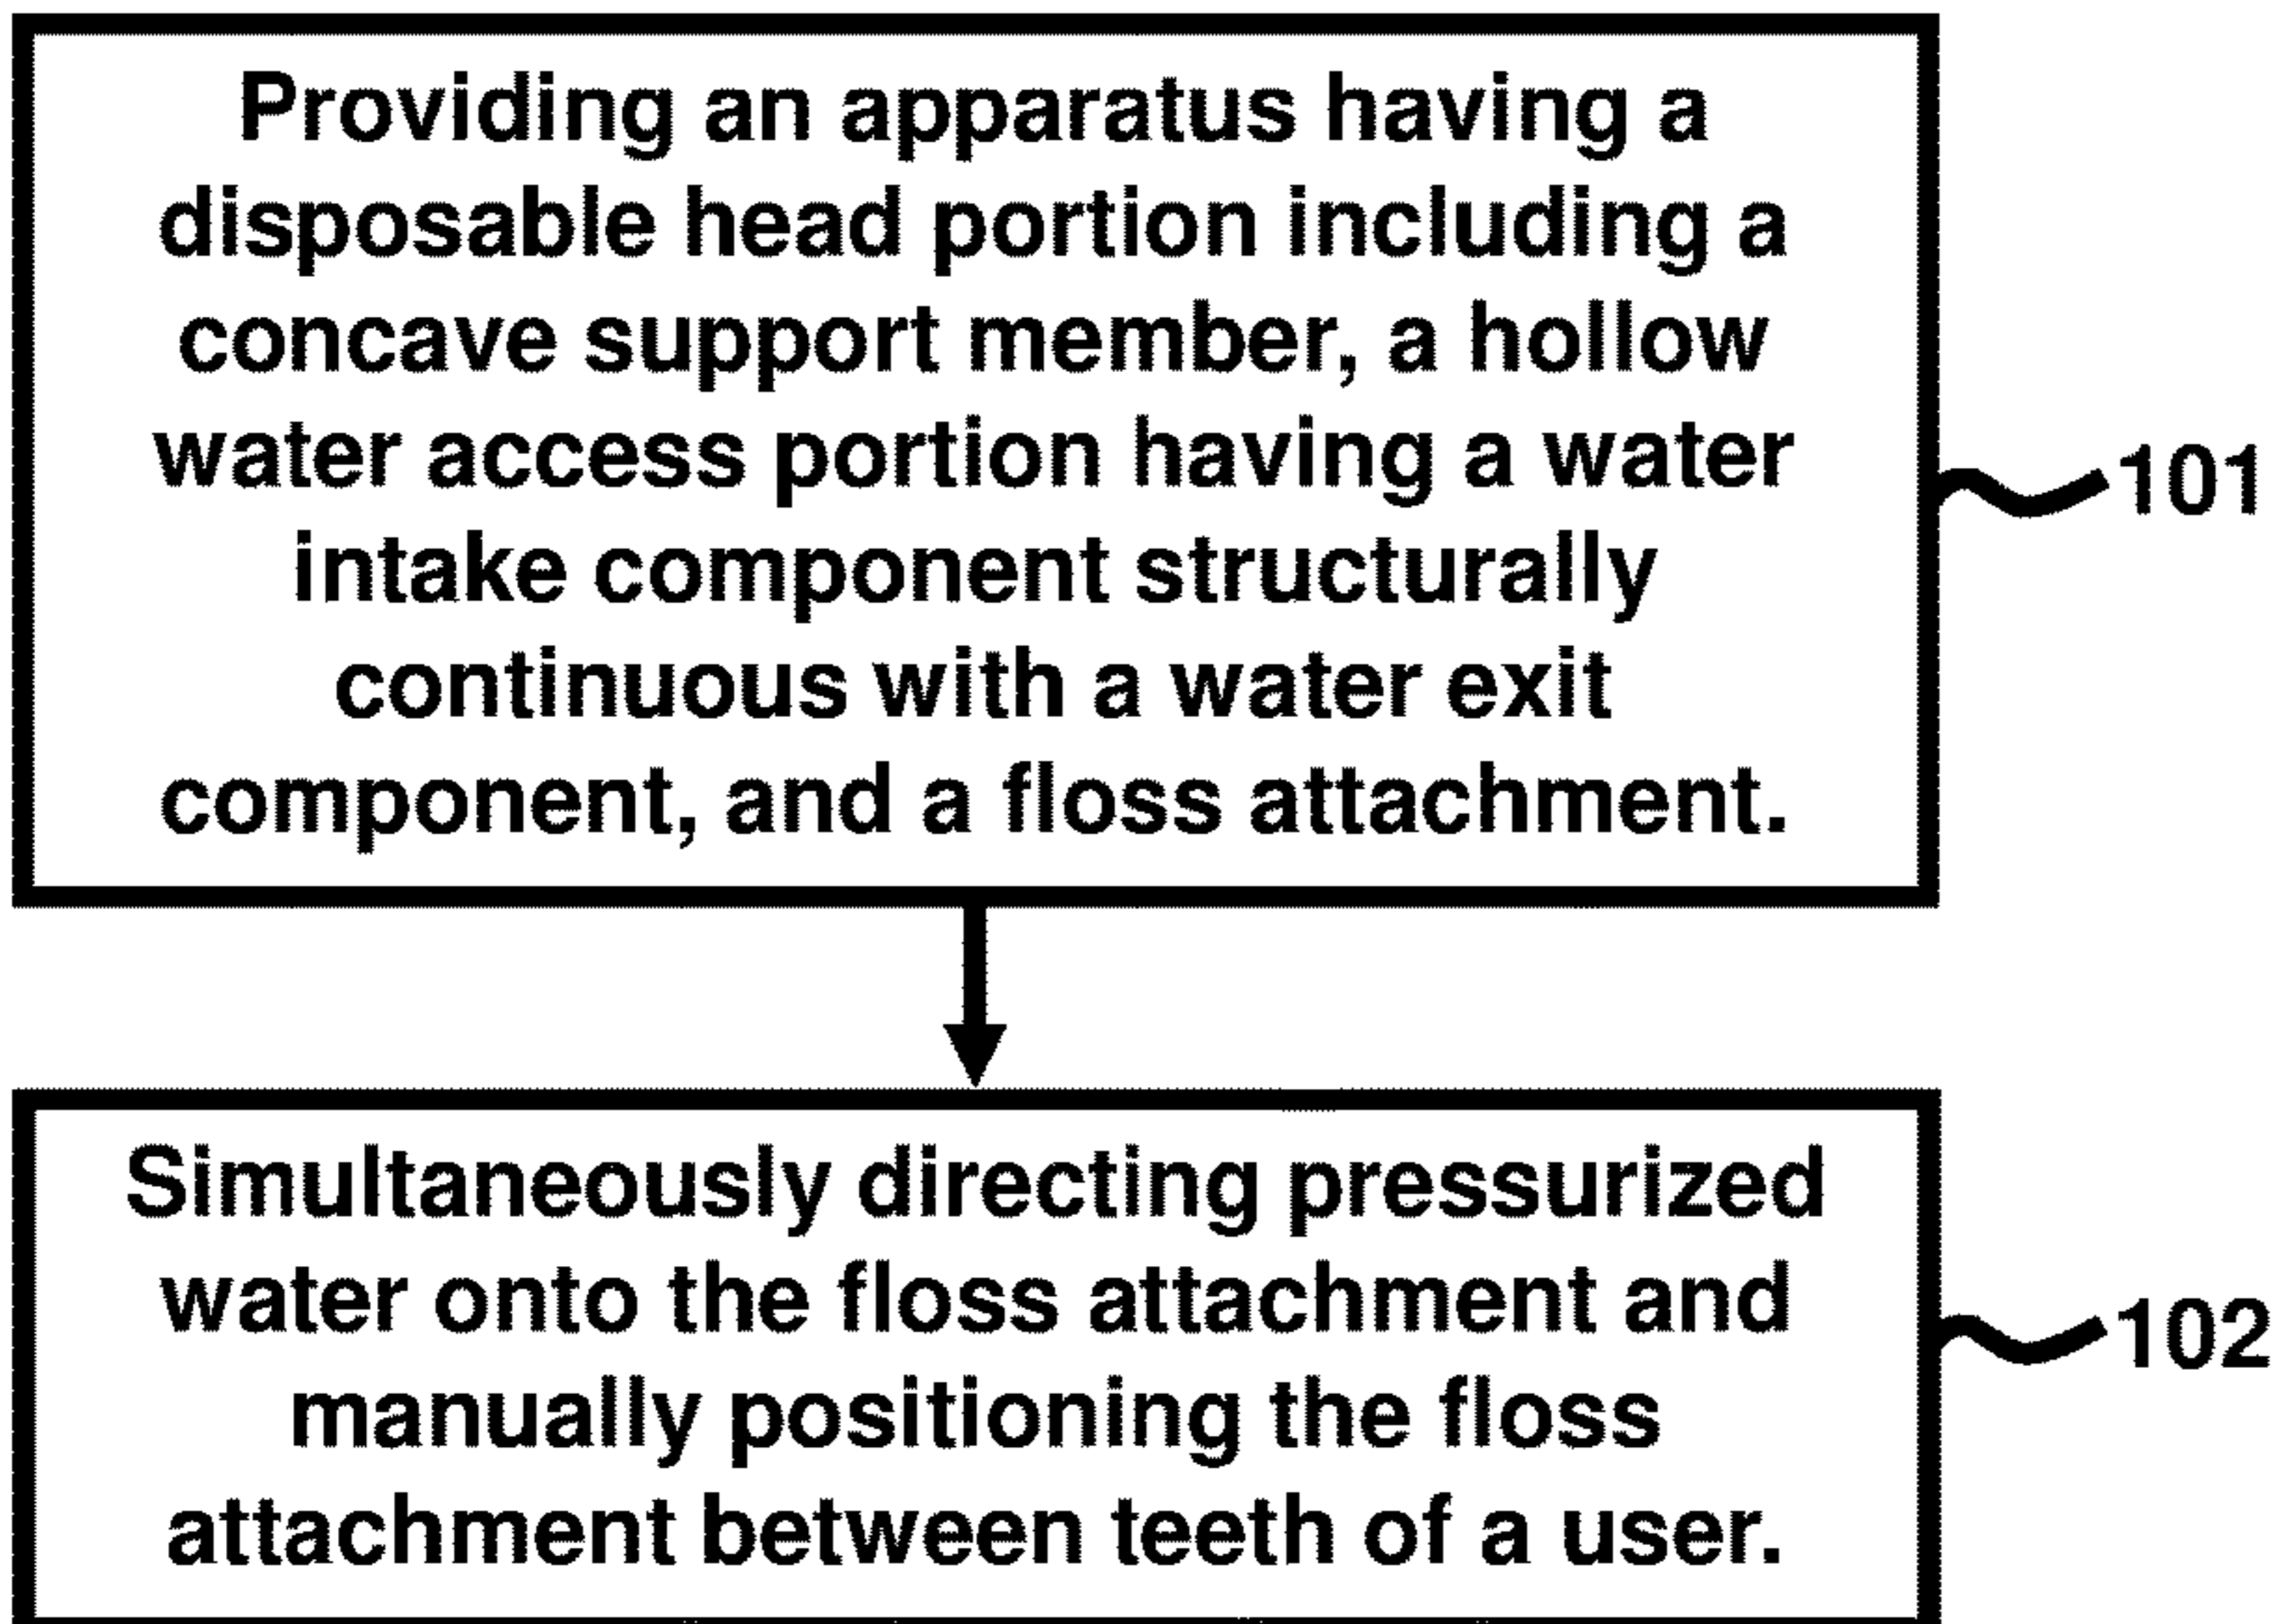 Providing an apparatus having a
disposable head portion including a
concave support member, a hollow
water access portion having a water
intake component structurally
continuous with a water exit
component, and a floss attachment.
101
Simultaneously directing pressurized
water onto the floss attachment and
manually positioning the floss
attachment between teeth of a user.
102